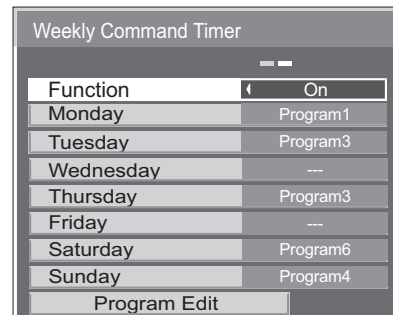 Weekly Command Timer
Function On
Monday Program1
Tuesday Program3
Wednesday ---
Thursday Program3
Friday ---
Saturday Program6
Sunday Program4
Program Edit